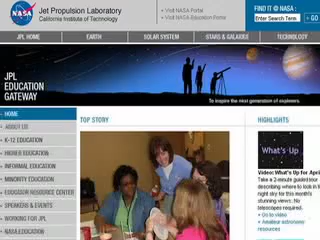 NASA
Jet Propulsion Laboratory
California Institute of Technology
Visit NASA Portal
Visit NASA Education Portal
FIND IT @ NASA:
Enter Search Term
GO
JPL HOME
EARTH
SOLAR SYSTEM
STARS & GALAXIES
TECHNOLOGY
JPL
EDUCATION
GATEWAY
To inspire the next generation of explorers.
HOME
ABOUT US
K-12 EDUCATION
HIGHER EDUCATION
INFORMAL EDUCATION
MINORITY EDUCATION
EDUCATOR RESOURCE CENTER
SPEAKERS & EVENTS
WORKING FOR JPL
NASA EDUCATION
TOP STORY
HIGHLIGHTS
What's Up
Video: What's Up for April
Take a 2-minute guided tour
describing where to look in
night sky for this month's
stunning views. No
telescopes required.
Go to video
Amateur astronomy
resources